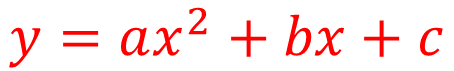 y = ax² + bx + c